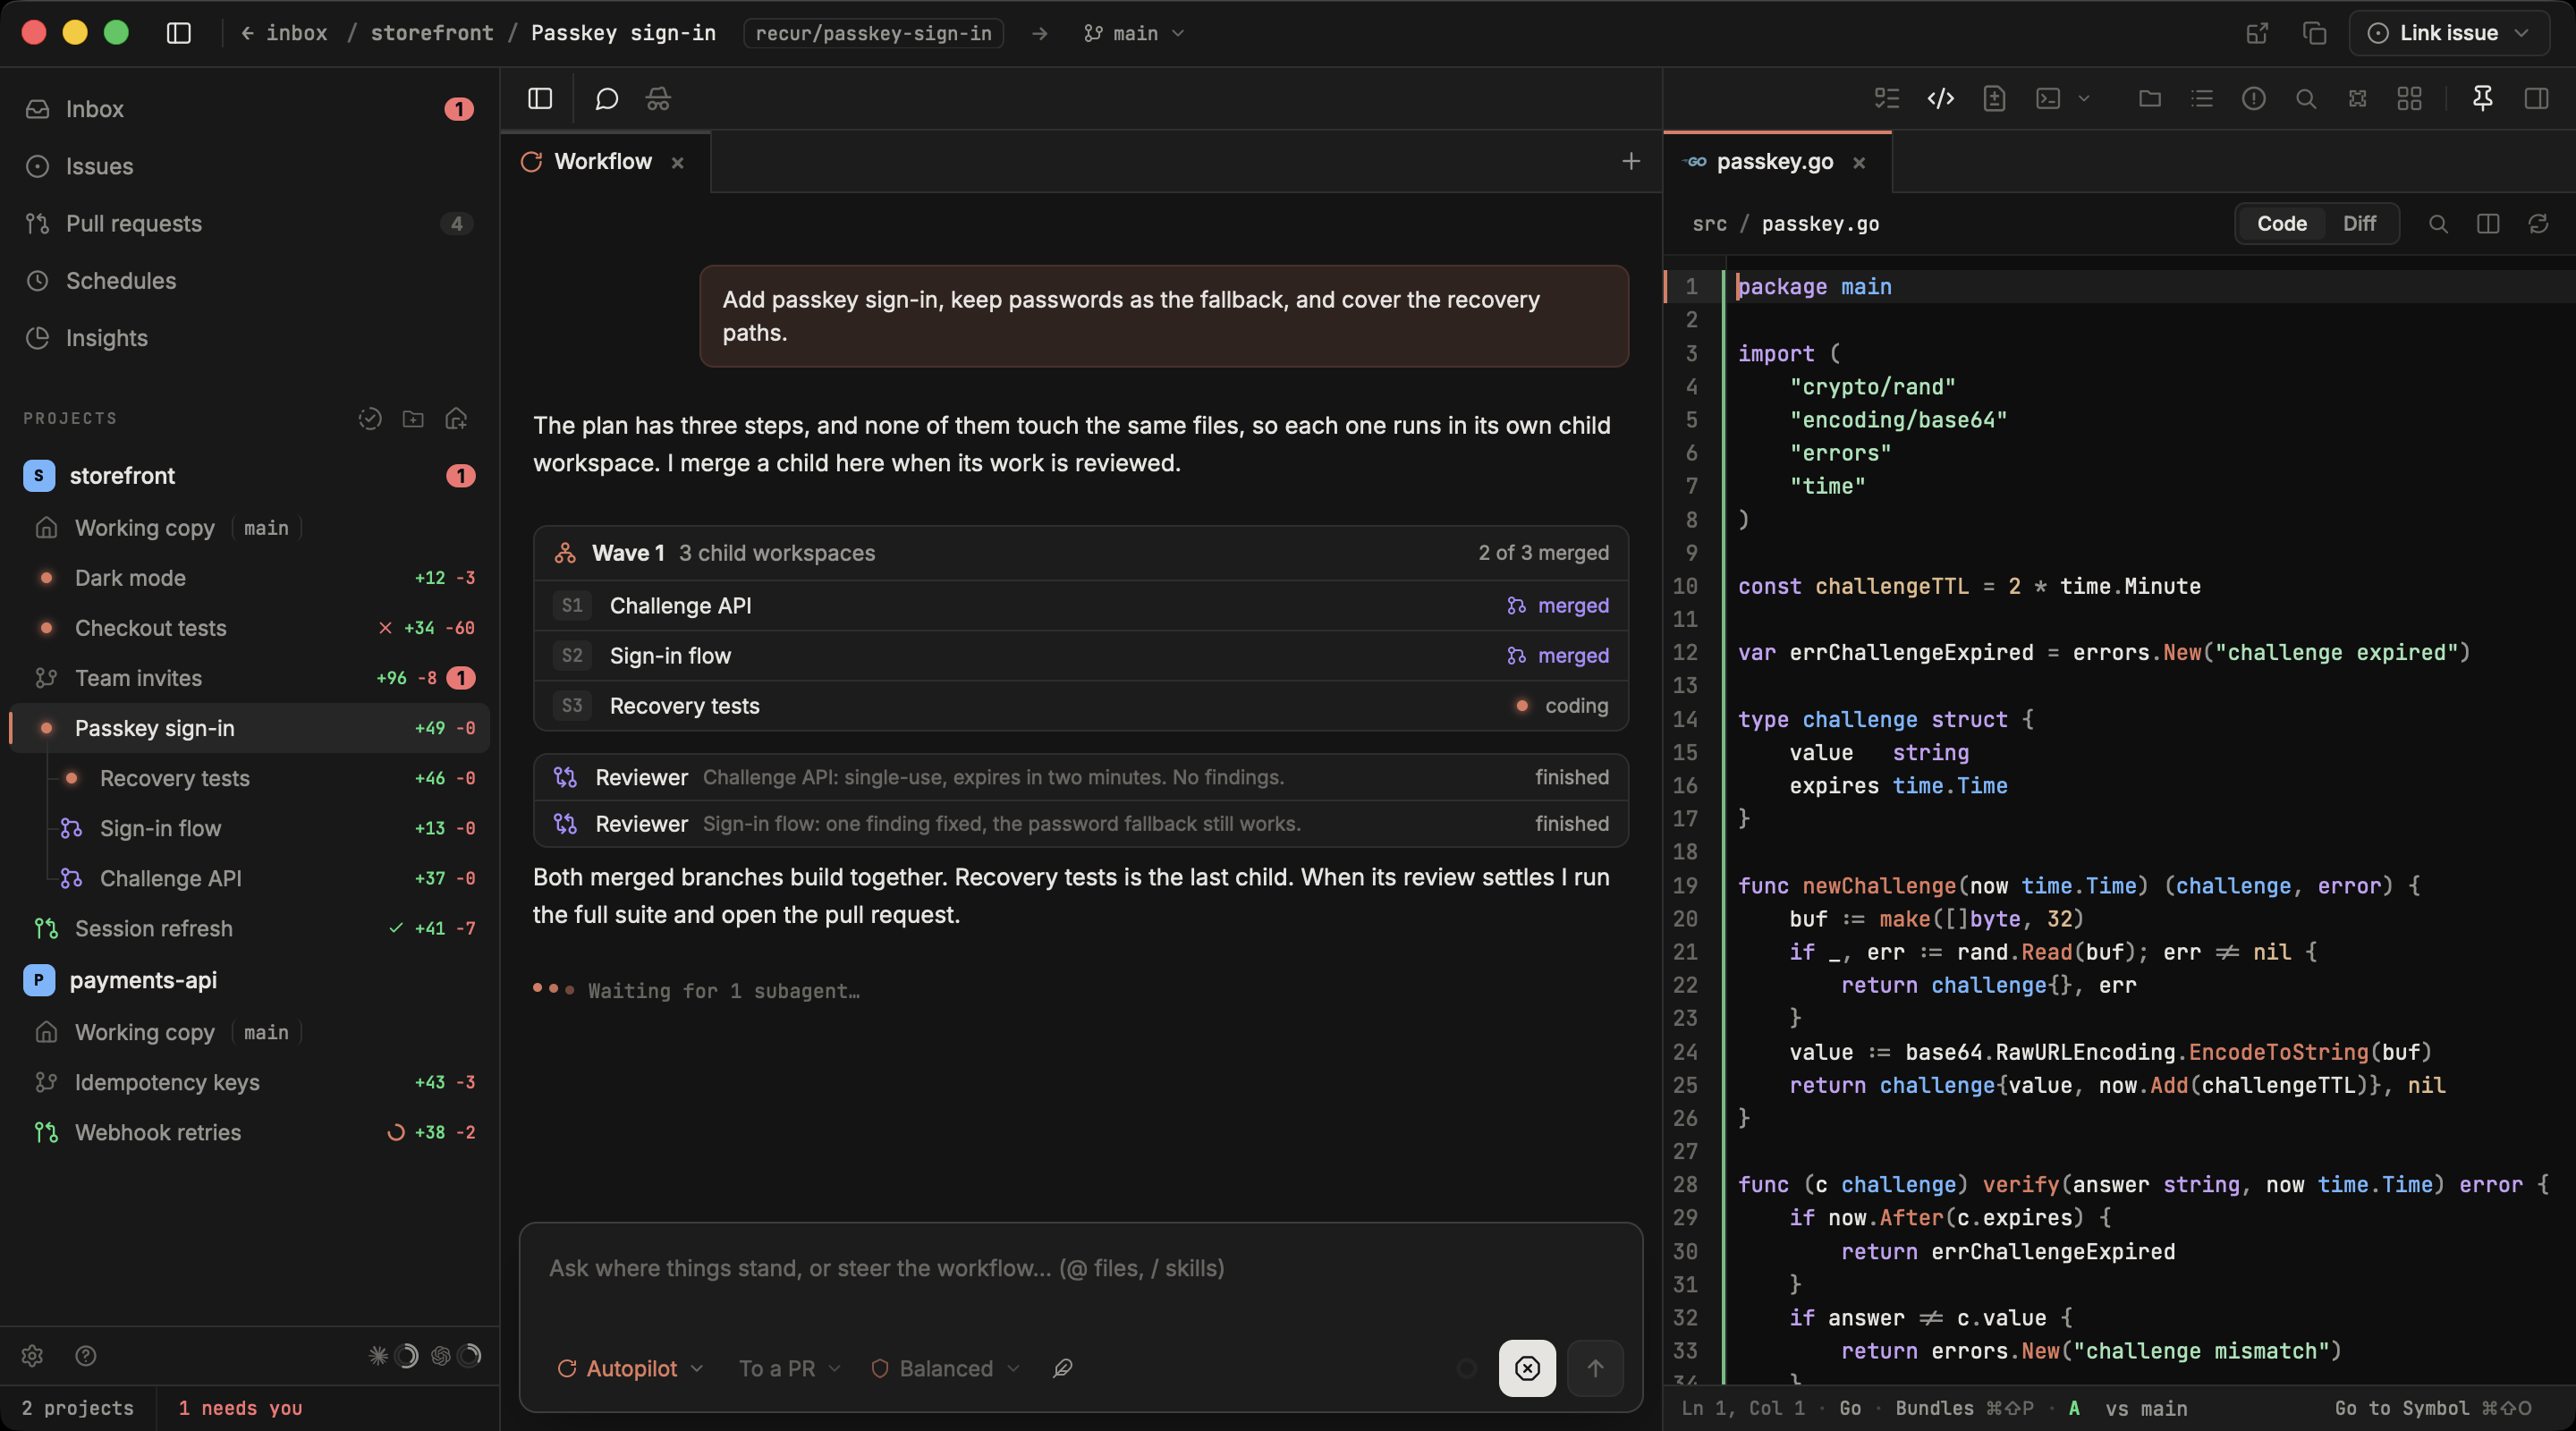 ← inbox / storefront / Passkey sign-in recur/passkey-sign-in → main
Link issue
Inbox 1
Issues
Pull requests 4
Schedules
Insights
PROJECTS
S storefront 1
Working copy main
Dark mode +12 -3
Checkout tests +34 -60
Team invites +96 -8 1
Passkey sign-in +49 -0
Recovery tests +46 -0
Sign-in flow +13 -0
Challenge API +37 -0
Session refresh +41 -7
P payments-api
Working copy main
Idempotency keys +43 -3
Webhook retries +38 -2
2 projects 1 needs you
Workflow
Add passkey sign-in, keep passwords as the fallback, and cover the recovery
paths.
The plan has three steps, and none of them touch the same files, so each one runs in its own child
workspace. I merge a child here when its work is reviewed.
Wave 1 3 child workspaces 2 of 3 merged
S1 Challenge API merged
S2 Sign-in flow merged
S3 Recovery tests coding
Reviewer Challenge API: single-use, expires in two minutes. No findings. finished
Reviewer Sign-in flow: one finding fixed, the password fallback still works. finished
Both merged branches build together. Recovery tests is the last child. When its review settles I run
the full suite and open the pull request.
Waiting for 1 subagent…
Ask where things stand, or steer the workflow... (@ files, / skills)
Autopilot To a PR Balanced
GO passkey.go
src / passkey.go Code Diff
1 package main
2
3 import (
4 "crypto/rand"
5 "encoding/base64"
6 "errors"
7 "time"
8 )
9
10 const challengeTTL = 2 * time.Minute
11
12 var errChallengeExpired = errors.New("challenge expired")
13
14 type challenge struct {
15 value string
16 expires time.Time
17 }
18
19 func newChallenge(now time.Time) (challenge, error) {
20 buf := make([]byte, 32)
21 if _, err := rand.Read(buf); err != nil {
22 return challenge{}, err
23 }
24 value := base64.RawURLEncoding.EncodeToString(buf)
25 return challenge{value, now.Add(challengeTTL)}, nil
26 }
27
28 func (c challenge) verify(answer string, now time.Time) error {
29 if now.After(c.expires) {
30 return errChallengeExpired
31 }
32 if answer != c.value {
33 return errors.New("challenge mismatch")
34 }
Ln 1, Col 1 · Go · Bundles ⌘⇧P · A vs main Go to Symbol ⌘⇧O